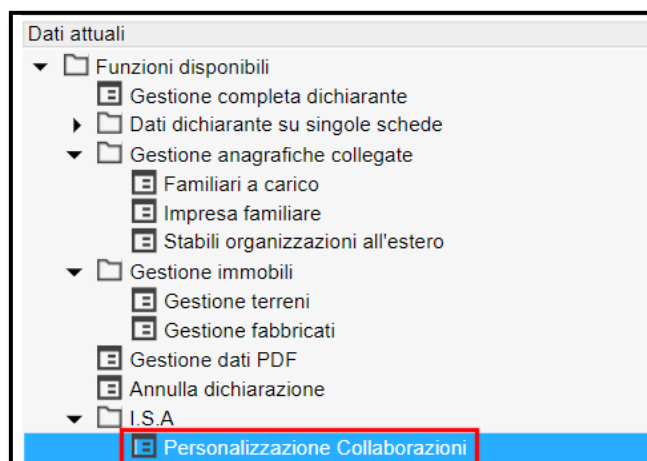 Dati attuali
Funzioni disponibili
Gestione completa dichiarante
Dati dichiarante su singole schede
Gestione anagrafiche collegate
Familiari a carico
Impresa familiare
Stabili organizzazioni all'estero
Gestione immobili
Gestione terreni
Gestione fabbricati
Gestione dati PDF
Annulla dichiarazione
I.S.A
Personalizzazione Collaborazioni